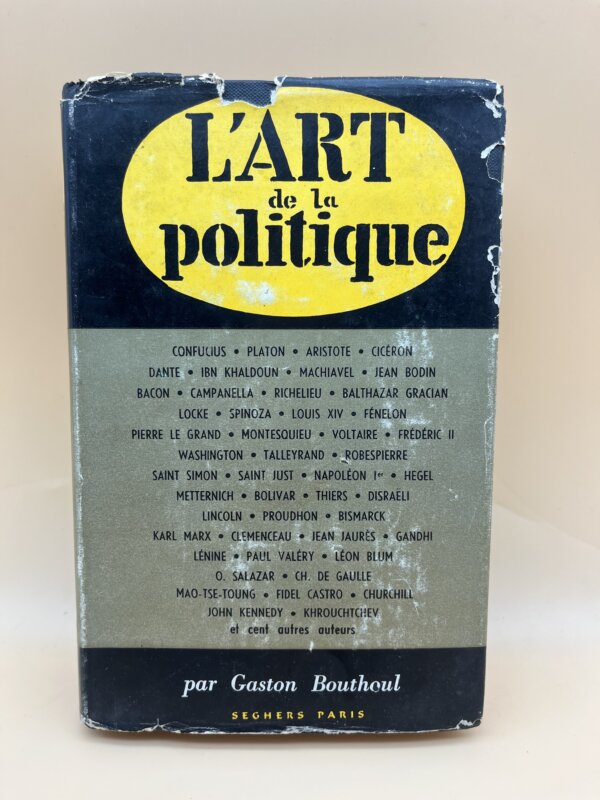 L'ART
de la
politique
CONFUCIUS • PLATON • ARISTOTE • CICÉRON
DANTE • IBN KHALDOUN • MACHIAVEL • JEAN BODIN
BACON • CAMPANELLA • RICHELIEU • BALTHAZAR GRACIAN
LOCKE • SPINOZA • LOUIS XIV • FÉNELON
PIERRE LE GRAND • MONTESQUIEU • VOLTAIRE • FRÉDÉRIC II
WASHINGTON • TALLEYRAND • ROBESPIERRE
SAINT SIMON • SAINT JUST • NAPOLÉON Ier • HEGEL
METTERNICH • BOLIVAR • THIERS • DISRAËLI
LINCOLN • PROUDHON • BISMARCK
KARL MARX • CLEMENCEAU • JEAN JAURÈS • GANDHI
LÉNINE • PAUL VALÉRY • LÉON BLUM
O. SALAZAR • CH. DE GAULLE
MAO-TSE-TOUNG • FIDEL CASTRO • CHURCHILL
JOHN KENNEDY • KHROUCHTCHEV
et cent autres auteurs
par Gaston Bouthoul
SEGHERS PARIS